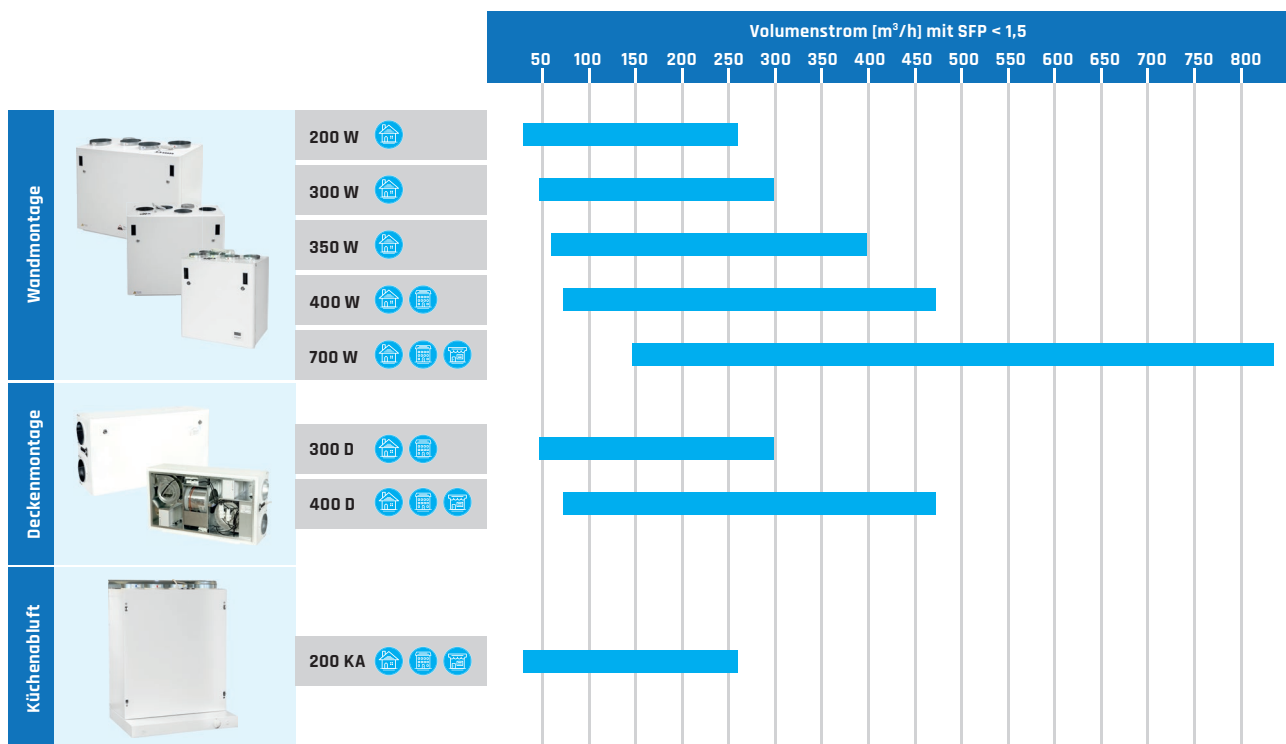 Volumenstrom [m³/h] mit SFP < 1,5
50 100 150 200 250 300 350 400 450 500 550 600 650 700 750 800
Wandmontage
200 W
300 W
350 W
400 W
700 W
Deckenmontage
300 D
400 D
Küchenabluft
200 KA